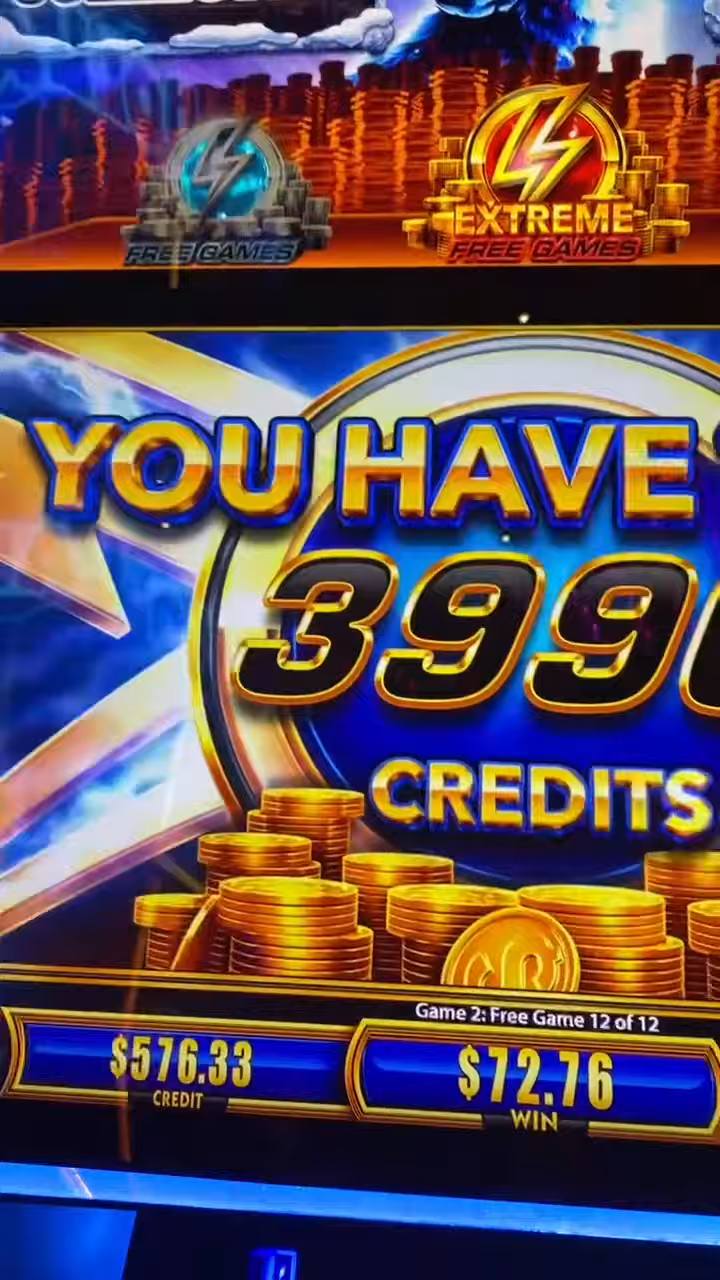 FREE GAMES
EXTREME
FREE GAMES
YOU HAVE
399
CREDITS
Game 2: Free Game 12 of 12
$576.33
CREDIT
$72.76
WIN